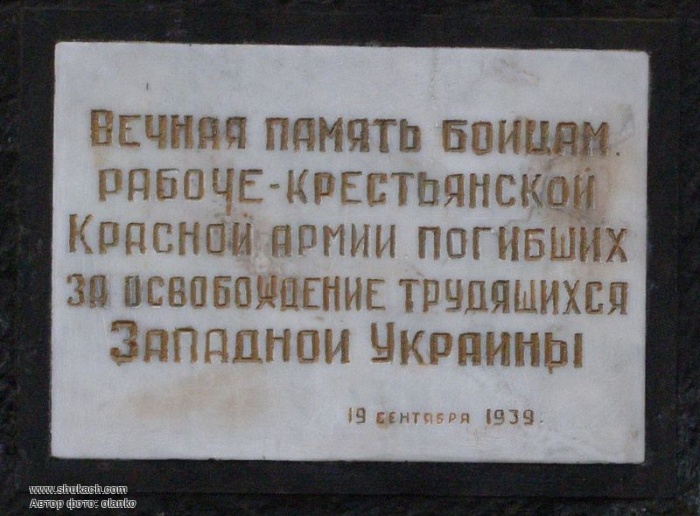 Вечная память бойцам
рабоче-крестьянской
Красной армии погибших
за освобождение трудящихся
Западной Украины
19 сентября 1939.
www.shukach.com
Автор фото: olanko